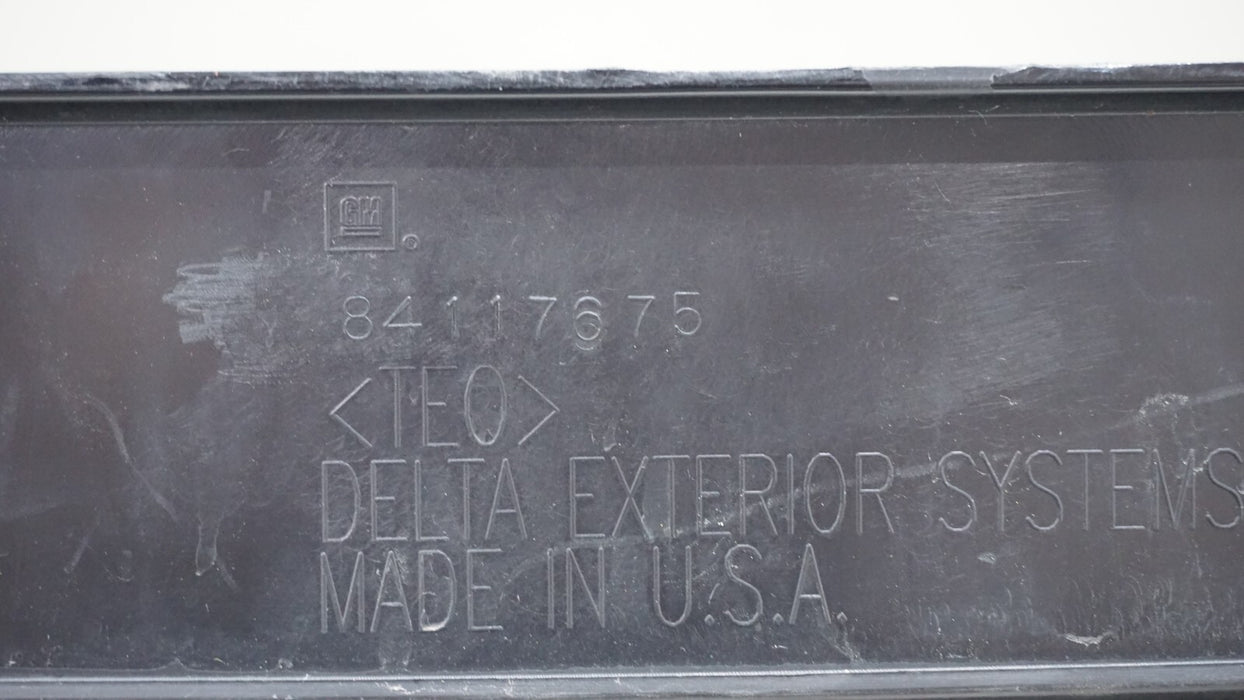 GM
84117675
<TEO>
DELTA EXTERIOR SYSTEMS
MADE IN U.S.A.